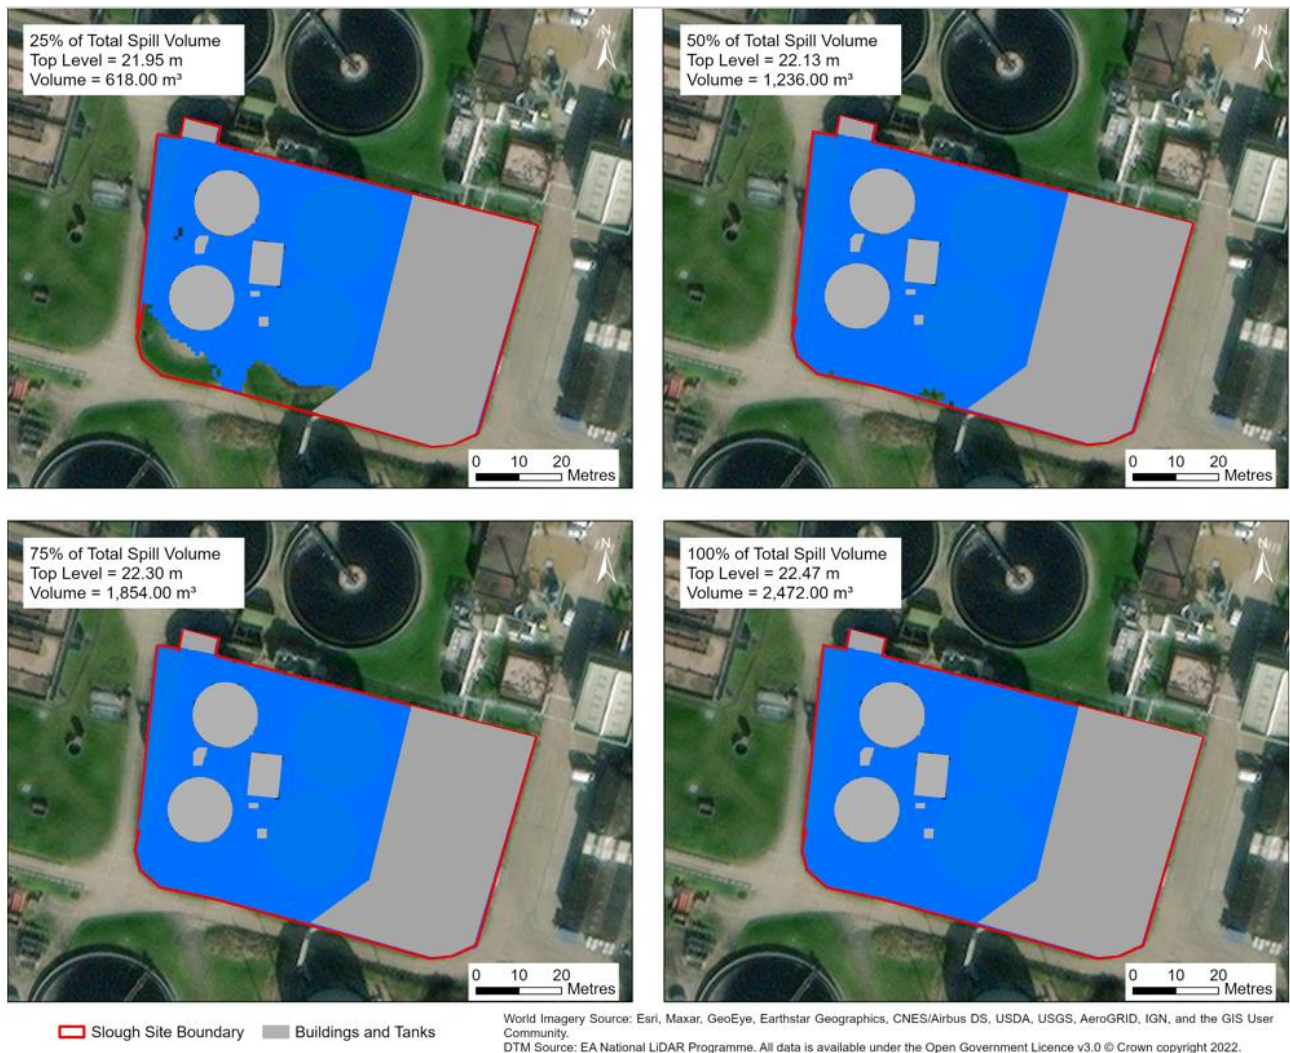 25% of Total Spill Volume
Top Level = 21.95 m
Volume = 618.00 m³
N
0 10 20
Metres
50% of Total Spill Volume
Top Level = 22.13 m
Volume = 1,236.00 m³
N
0 10 20
Metres
75% of Total Spill Volume
Top Level = 22.30 m
Volume = 1,854.00 m³
N
0 10 20
Metres
100% of Total Spill Volume
Top Level = 22.47 m
Volume = 2,472.00 m³
N
0 10 20
Metres
Slough Site Boundary
Buildings and Tanks
World Imagery Source: Esri, Maxar, GeoEye, Earthstar Geographics, CNES/Airbus DS, USDA, USGS, AeroGRID, IGN, and the GIS User
Community.
DTM Source: EA National LiDAR Programme. All data is available under the Open Government Licence v3.0 © Crown copyright 2022.